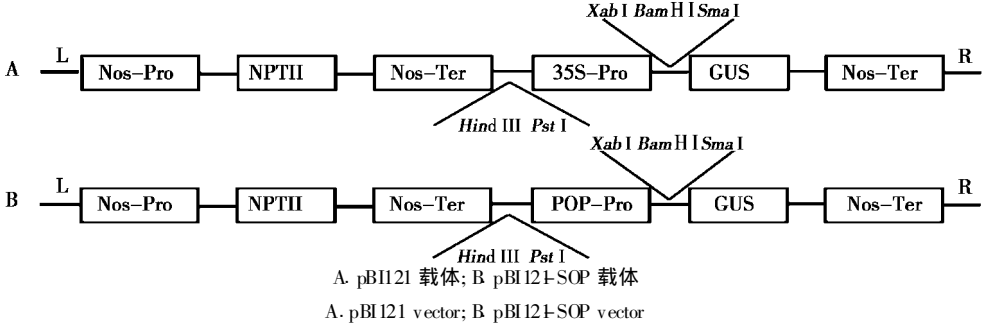 Xab I BamH I Sma I
L R
A Nos-Pro NPTII Nos-Ter 35S-Pro GUS Nos-Ter
Hind III Pst I
Xab I BamH I Sma I
L R
B Nos-Pro NPTII Nos-Ter POP-Pro GUS Nos-Ter
Hind III Pst I
A. pBI121 载体; B. pBI121-SOP 载体
A. pBI121 vector; B. pBI121-SOP vector